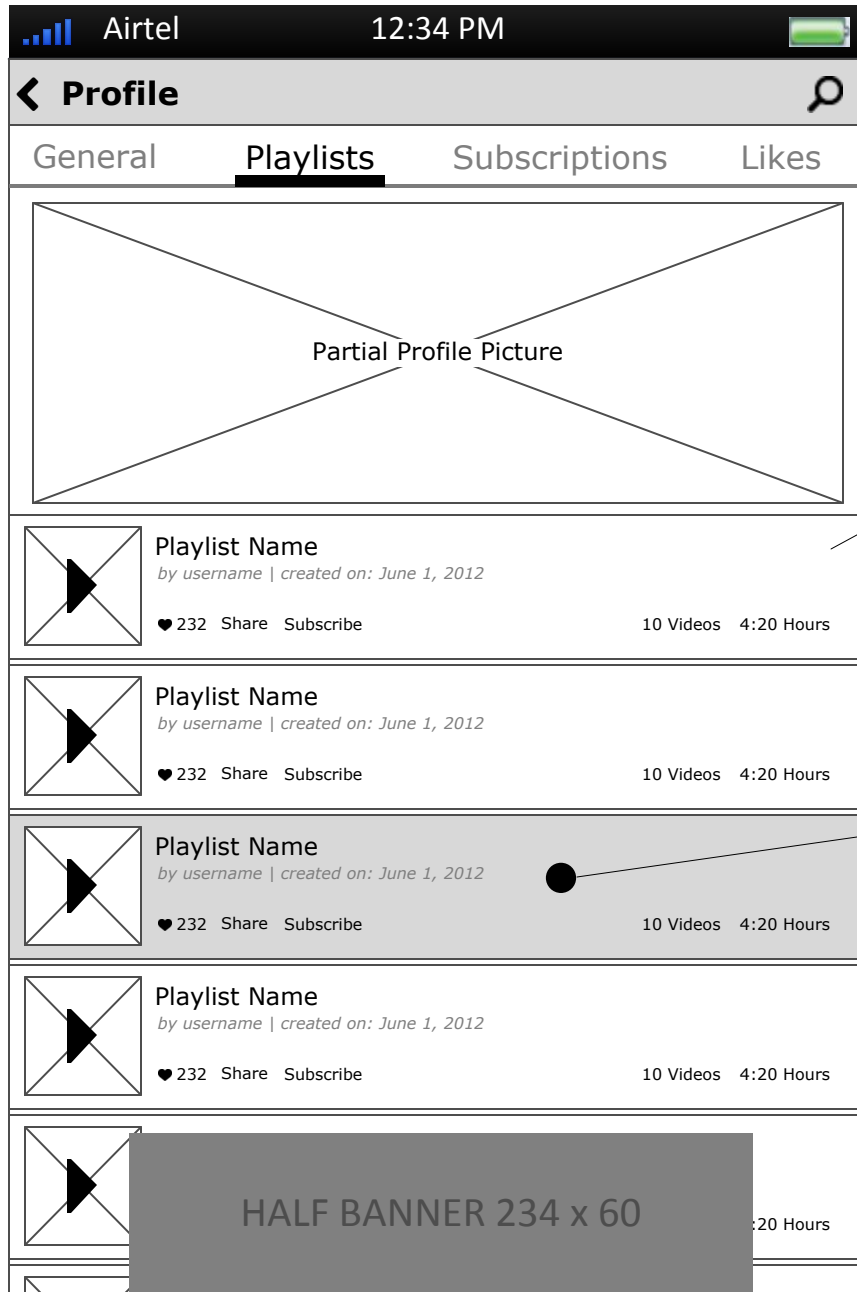 Airtel 12:34 PM
Profile
General Playlists Subscriptions Likes
Partial Profile Picture
Playlist Name
by username | created on: June 1, 2012
232 Share Subscribe 10 Videos 4:20 Hours
Playlist Name
by username | created on: June 1, 2012
232 Share Subscribe 10 Videos 4:20 Hours
Playlist Name
by username | created on: June 1, 2012
232 Share Subscribe 10 Videos 4:20 Hours
Playlist Name
by username | created on: June 1, 2012
232 Share Subscribe 10 Videos 4:20 Hours
HALF BANNER 234 x 60
:20 Hours